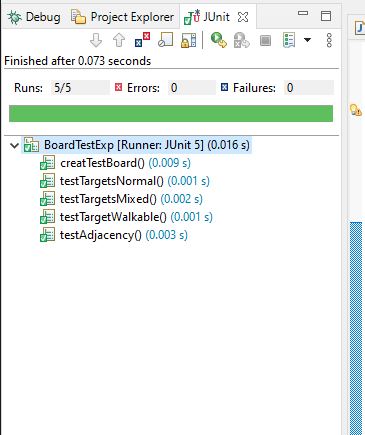 Debug Project Explorer JUnit
Finished after 0.073 seconds
Runs: 5/5 Errors: 0 Failures: 0
BoardTestExp [Runner: JUnit 5] (0.016 s)
creatTestBoard() (0.009 s)
testTargetsNormal() (0.001 s)
testTargetsMixed() (0.002 s)
testTargetWalkable() (0.001 s)
testAdjacency() (0.003 s)